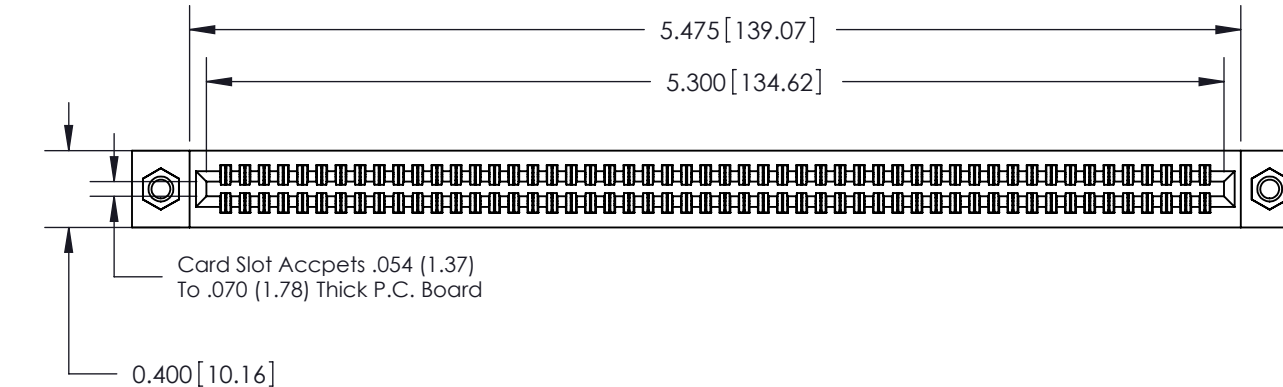 5.475[139.07]
5.300[134.62]
Card Slot Accpets .054 (1.37)
To .070 (1.78) Thick P.C. Board
0.400[10.16]